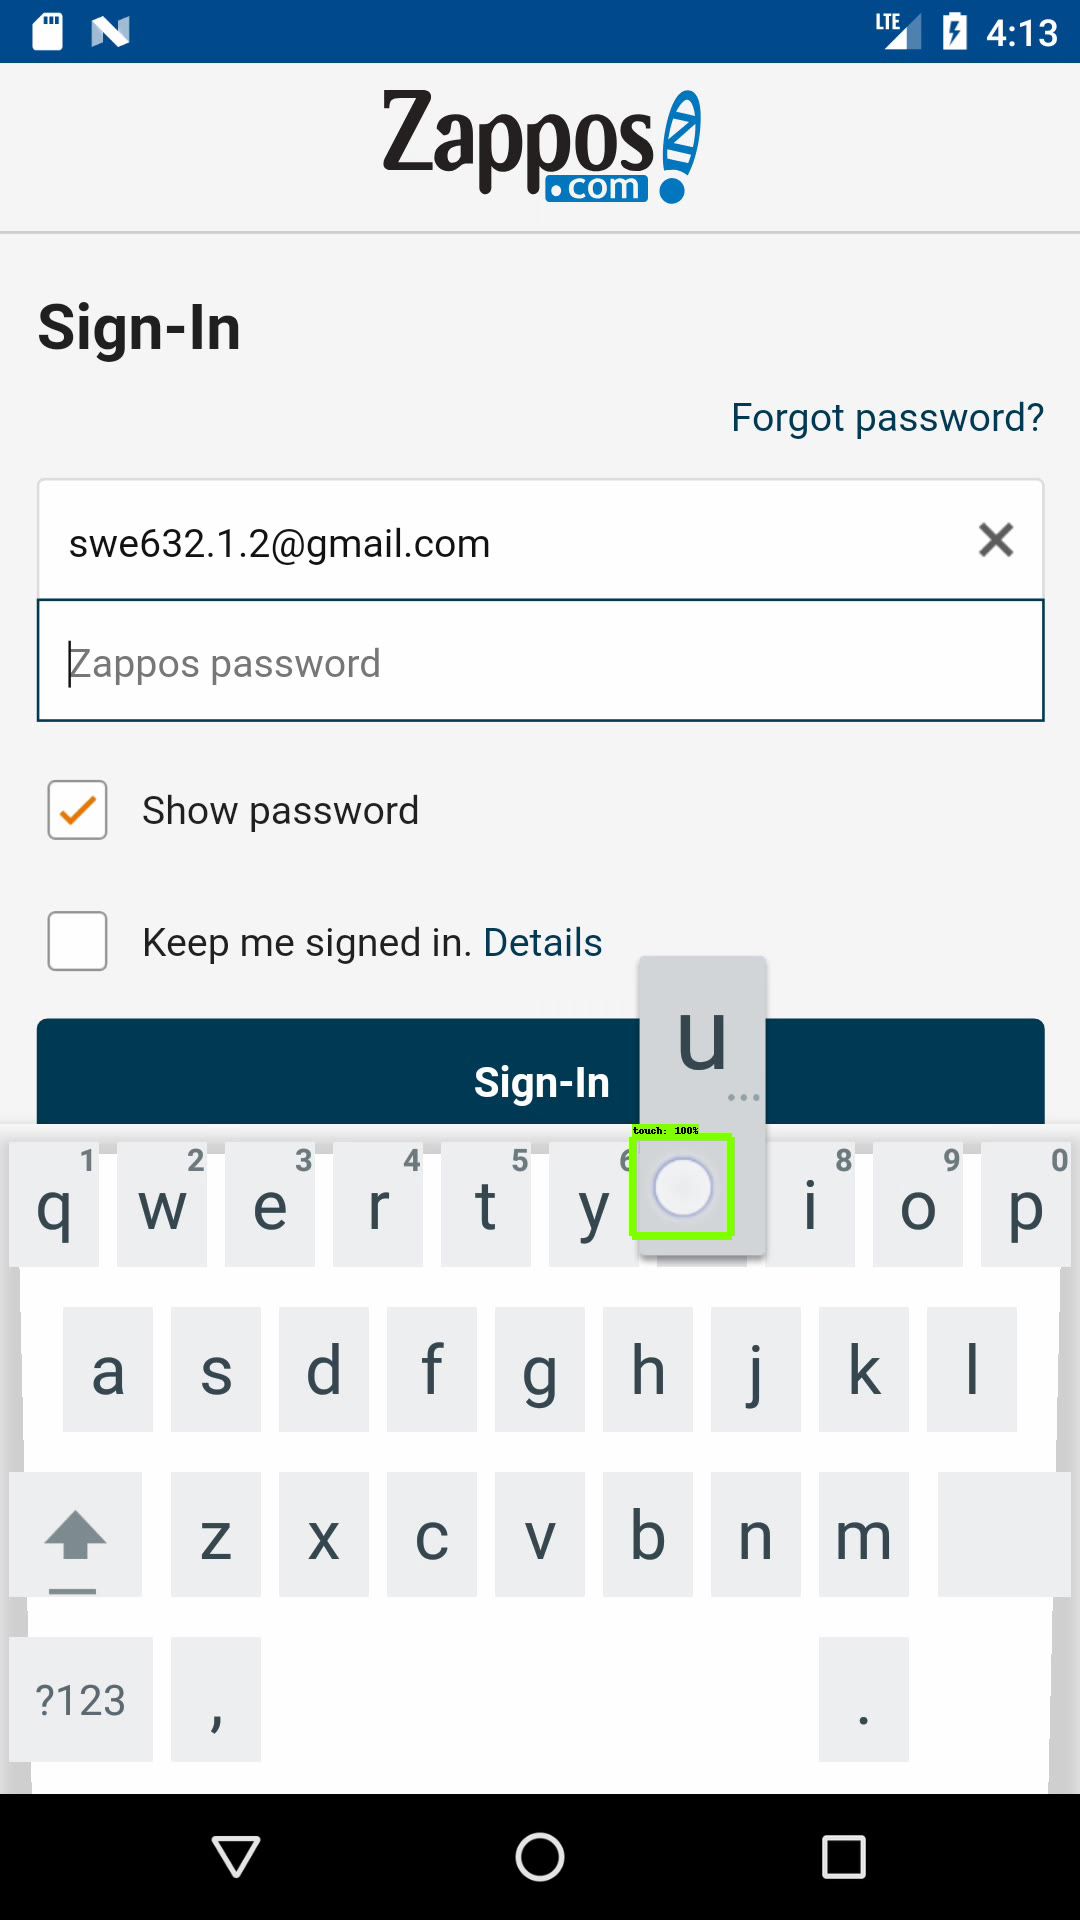 LTE 4:13
Zappos
.com
Sign-In
Forgot password?
swe632.1.2@gmail.com
Zappos password
Show password
Keep me signed in. Details
Sign-In
u
...
touch: 100%
1 2 3 4 5 6 8 9 0
q w e r t y i o p
a s d f g h j k l
z x c v b n m
?123 , .